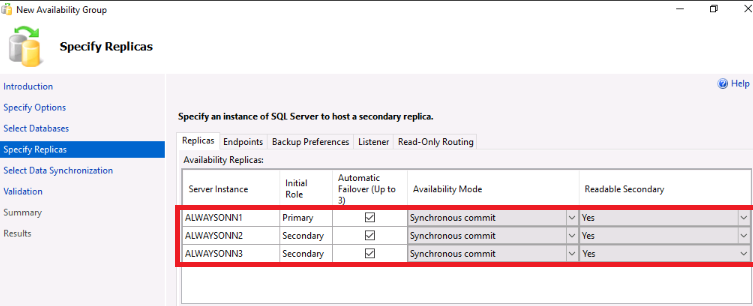 New Availability Group
Specify Replicas
Help
Introduction
Specify Options
Select Databases
Specify Replicas
Select Data Synchronization
Validation
Summary
Results
Specify an instance of SQL Server to host a secondary replica.
Replicas Endpoints Backup Preferences Listener Read-Only Routing
Availability Replicas:
Server Instance Initial Role Automatic Failover (Up to 3) Availability Mode Readable Secondary
ALWAYSONN1 Primary Synchronous commit Yes
ALWAYSONN2 Secondary Synchronous commit Yes
ALWAYSONN3 Secondary Synchronous commit Yes